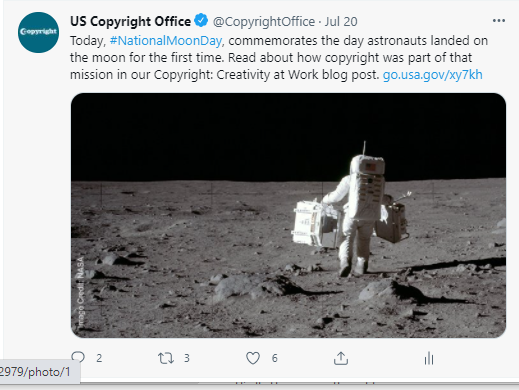 Copyright
US Copyright Office @CopyrightOffice · Jul 20
Today, #NationalMoonDay, commemorates the day astronauts landed on
the moon for the first time. Read about how copyright was part of that
mission in our Copyright: Creativity at Work blog post. go.usa.gov/xy7kh
Image Credit: NASA
2 3 6
2979/photo/1